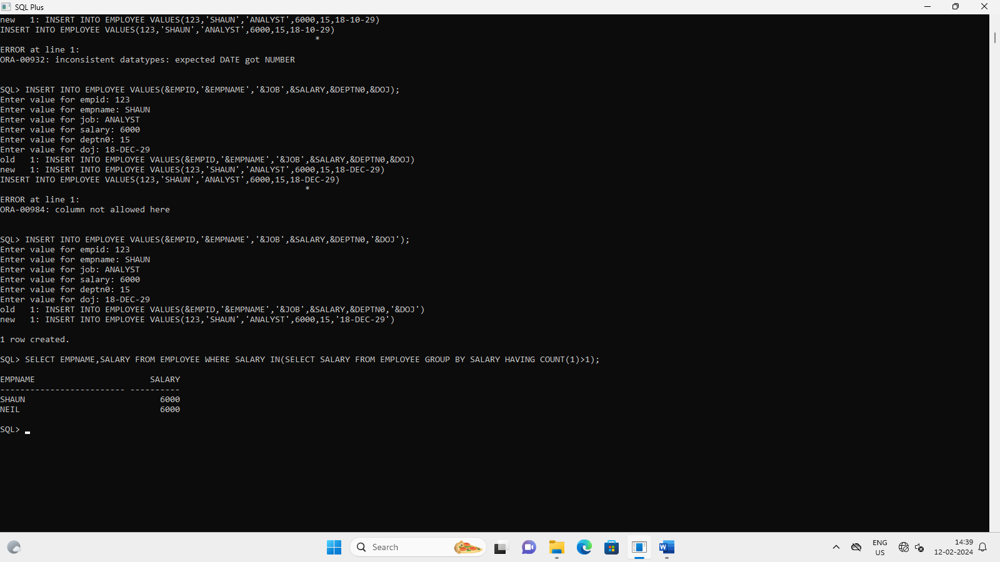 SQL Plus
new   1: INSERT INTO EMPLOYEE VALUES(123,'SHAUN','ANALYST',6000,15,18-10-29)
INSERT INTO EMPLOYEE VALUES(123,'SHAUN','ANALYST',6000,15,18-10-29)
*
ERROR at line 1:
ORA-00932: inconsistent datatypes: expected DATE got NUMBER
SQL> INSERT INTO EMPLOYEE VALUES(&EMPID,'&EMPNAME','&JOB',&SALARY,&DEPTN0,&DOJ);
Enter value for empid: 123
Enter value for empname: SHAUN
Enter value for job: ANALYST
Enter value for salary: 6000
Enter value for deptn0: 15
Enter value for doj: 18-DEC-29
old   1: INSERT INTO EMPLOYEE VALUES(&EMPID,'&EMPNAME','&JOB',&SALARY,&DEPTN0,&DOJ)
new   1: INSERT INTO EMPLOYEE VALUES(123,'SHAUN','ANALYST',6000,15,18-DEC-29)
INSERT INTO EMPLOYEE VALUES(123,'SHAUN','ANALYST',6000,15,18-DEC-29)
*
ERROR at line 1:
ORA-00984: column not allowed here
SQL> INSERT INTO EMPLOYEE VALUES(&EMPID,'&EMPNAME','&JOB',&SALARY,&DEPTN0,'&DOJ');
Enter value for empid: 123
Enter value for empname: SHAUN
Enter value for job: ANALYST
Enter value for salary: 6000
Enter value for deptn0: 15
Enter value for doj: 18-DEC-29
old   1: INSERT INTO EMPLOYEE VALUES(&EMPID,'&EMPNAME','&JOB',&SALARY,&DEPTN0,'&DOJ')
new   1: INSERT INTO EMPLOYEE VALUES(123,'SHAUN','ANALYST',6000,15,'18-DEC-29')
1 row created.
SQL> SELECT EMPNAME,SALARY FROM EMPLOYEE WHERE SALARY IN(SELECT SALARY FROM EMPLOYEE GROUP BY SALARY HAVING COUNT(1)>1);
EMPNAME                       SALARY
------------------------- ----------
SHAUN                           6000
NEIL                            6000
SQL>
Search
W
ENG
US
14:39
12-02-2024